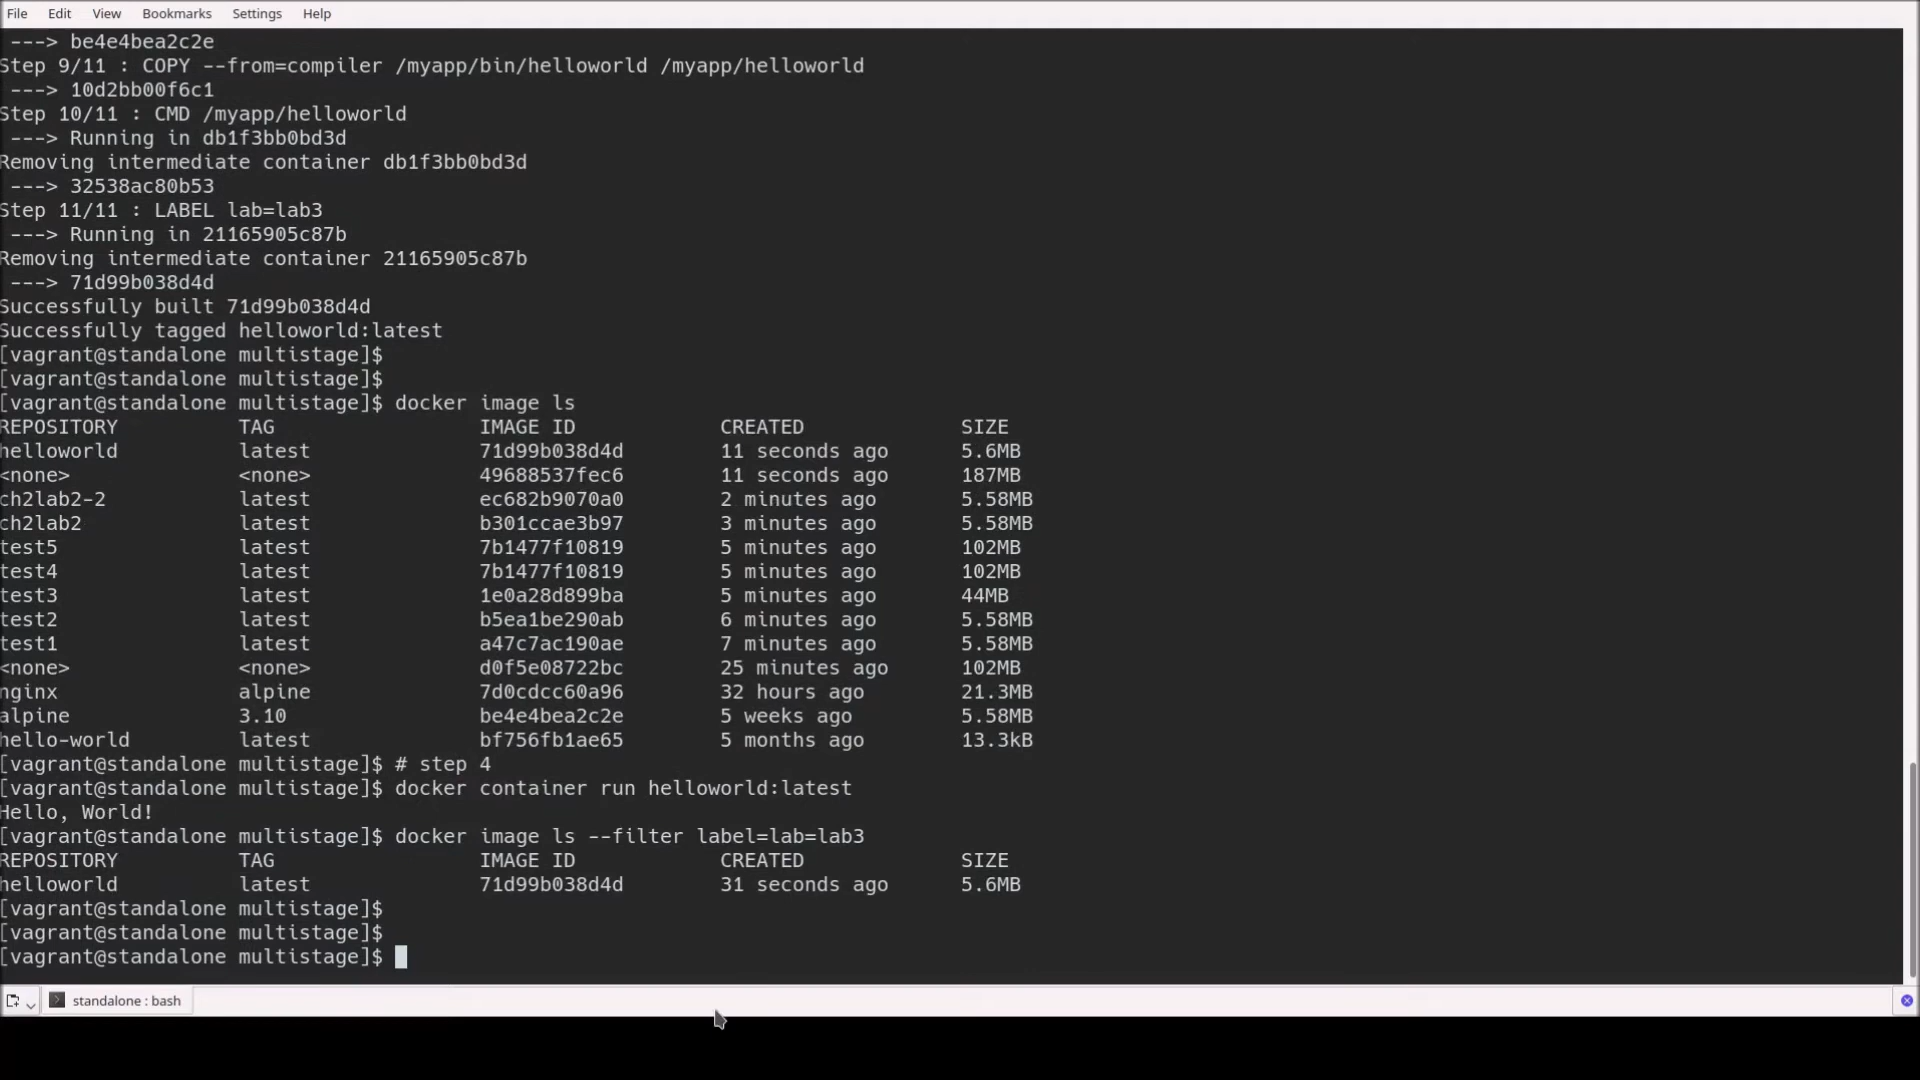 File Edit View Bookmarks Settings Help
---> be4e4bea2c2e
Step 9/11 : COPY --from=compiler /myapp/bin/helloworld /myapp/helloworld
---> 10d2bb00f6c1
Step 10/11 : CMD /myapp/helloworld
---> Running in db1f3bb0bd3d
Removing intermediate container db1f3bb0bd3d
---> 32538ac80b53
Step 11/11 : LABEL lab=lab3
---> Running in 21165905c87b
Removing intermediate container 21165905c87b
---> 71d99b038d4d
Successfully built 71d99b038d4d
Successfully tagged helloworld:latest
[vagrant@standalone multistage]$
[vagrant@standalone multistage]$
[vagrant@standalone multistage]$ docker image ls
REPOSITORY TAG IMAGE ID CREATED SIZE
helloworld latest 71d99b038d4d 11 seconds ago 5.6MB
<none> <none> 49688537fec6 11 seconds ago 187MB
ch2lab2-2 latest ec682b9070a0 2 minutes ago 5.58MB
ch2lab2 latest b301ccae3b97 3 minutes ago 5.58MB
test5 latest 7b1477f10819 5 minutes ago 102MB
test4 latest 7b1477f10819 5 minutes ago 102MB
test3 latest 1e0a28d899ba 5 minutes ago 44MB
test2 latest b5ea1be290ab 6 minutes ago 5.58MB
test1 latest a47c7ac190ae 7 minutes ago 5.58MB
<none> <none> d0f5e08722bc 25 minutes ago 102MB
nginx alpine 7d0cdcc60a96 32 hours ago 21.3MB
alpine 3.10 be4e4bea2c2e 5 weeks ago 5.58MB
hello-world latest bf756fb1ae65 5 months ago 13.3kB
[vagrant@standalone multistage]$ # step 4
[vagrant@standalone multistage]$ docker container run helloworld:latest
Hello, World!
[vagrant@standalone multistage]$ docker image ls --filter label=lab=lab3
REPOSITORY TAG IMAGE ID CREATED SIZE
helloworld latest 71d99b038d4d 31 seconds ago 5.6MB
[vagrant@standalone multistage]$
[vagrant@standalone multistage]$
[vagrant@standalone multistage]$
standalone : bash